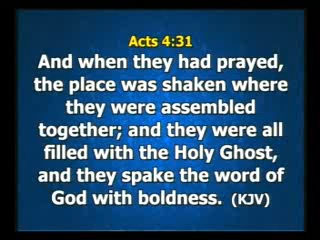 Acts 4:31
And when they had prayed,
the place was shaken where
they were assembled
together; and they were all
filled with the Holy Ghost,
and they spake the word of
God with boldness. (KJV)